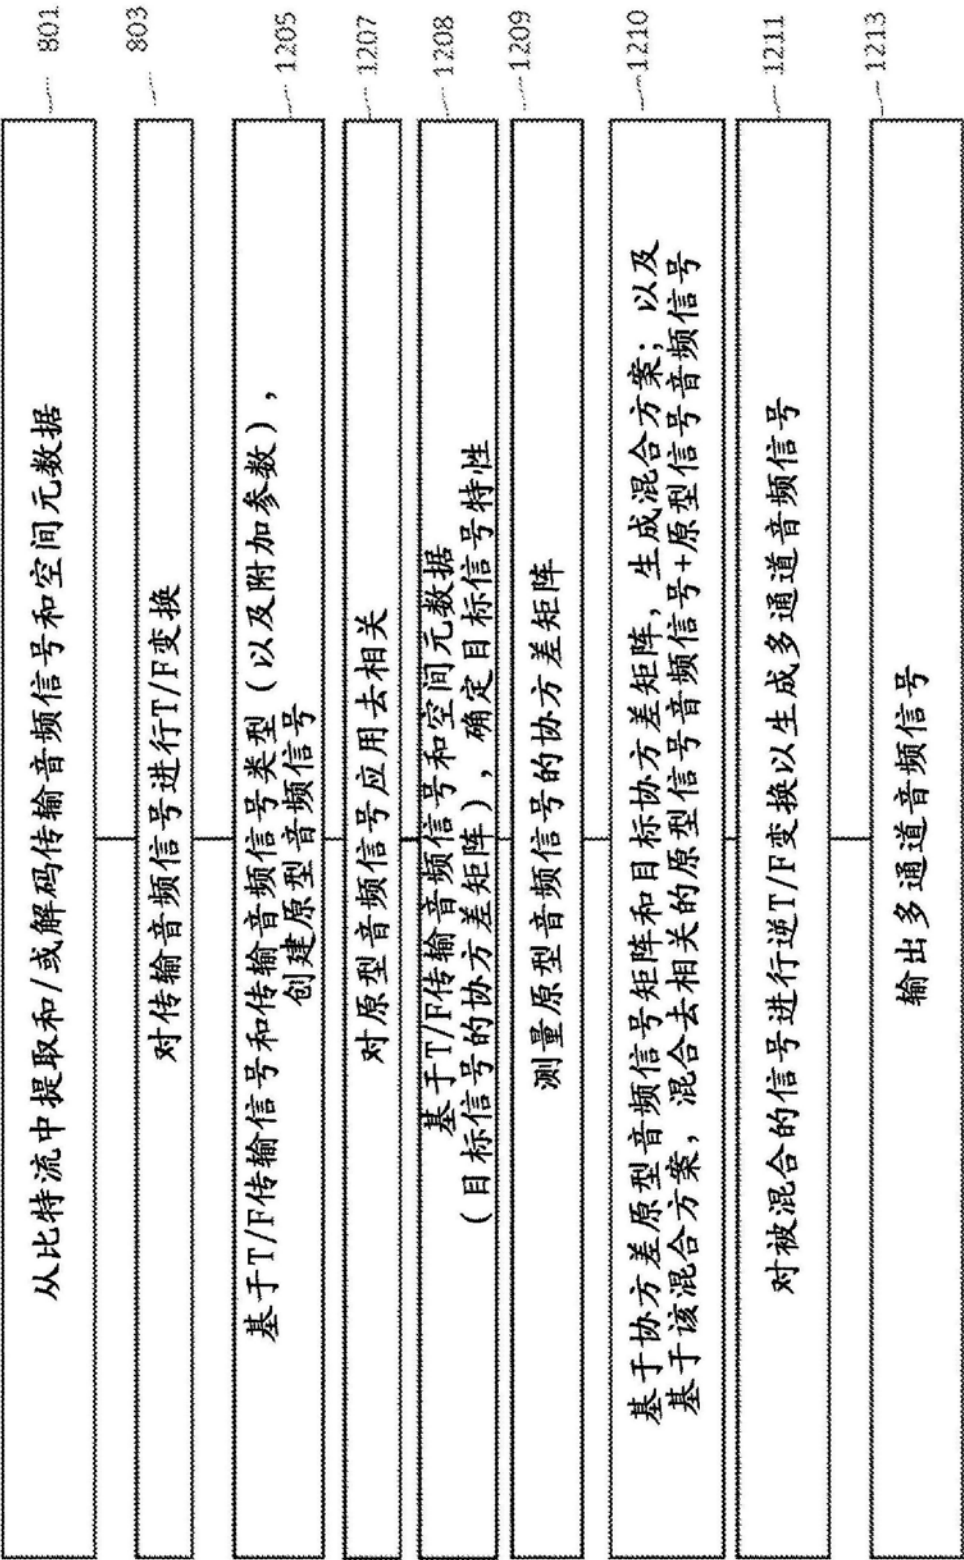 从比特流中提取和/或解码传输音频信号和空间元数据
801
对传输音频信号进行T/F变换
803
基于T/F传输信号和传输音频信号类型（以及附加参数），
创建原型音频信号
1205
对原型音频信号应用去相关
1207
基于T/F传输音频信号和空间元数据
（目标信号的协方差矩阵），确定目标信号特性
1208
测量原型音频信号的协方差矩阵
1209
基于协方差原型音频信号矩阵和目标协方差矩阵，生成混合方案；以及
基于该混合方案，混合去相关的原型信号音频信号+原型信号音频信号
1210
对被混合的信号进行逆T/F变换以生成多通道音频信号
1211
输出多通道音频信号
1213